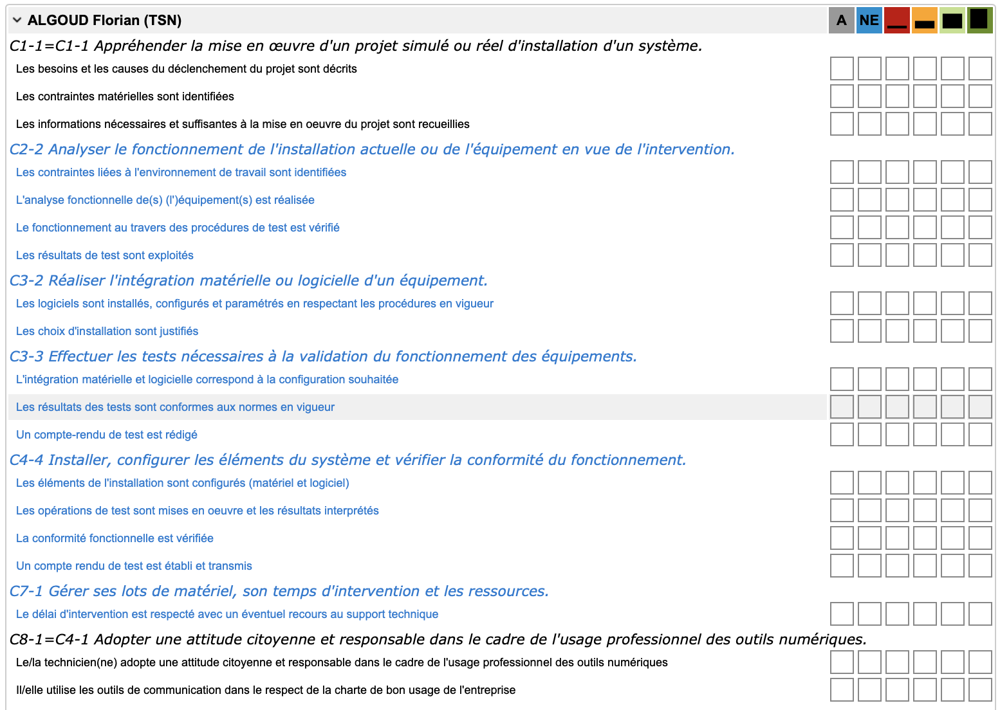 ALGOUD Florian (TSN) A NE
C1-1=C1-1 Appréhender la mise en œuvre d'un projet simulé ou réel d'installation d'un système.
Les besoins et les causes du déclenchement du projet sont décrits
Les contraintes matérielles sont identifiées
Les informations nécessaires et suffisantes à la mise en oeuvre du projet sont recueillies
C2-2 Analyser le fonctionnement de l'installation actuelle ou de l'équipement en vue de l'intervention.
Les contraintes liées à l'environnement de travail sont identifiées
L'analyse fonctionnelle de(s) (l')équipement(s) est réalisée
Le fonctionnement au travers des procédures de test est vérifié
Les résultats de test sont exploités
C3-2 Réaliser l'intégration matérielle ou logicielle d'un équipement.
Les logiciels sont installés, configurés et paramétrés en respectant les procédures en vigueur
Les choix d'installation sont justifiés
C3-3 Effectuer les tests nécessaires à la validation du fonctionnement des équipements.
L'intégration matérielle et logicielle correspond à la configuration souhaitée
Les résultats des tests sont conformes aux normes en vigueur
Un compte-rendu de test est rédigé
C4-4 Installer, configurer les éléments du système et vérifier la conformité du fonctionnement.
Les éléments de l'installation sont configurés (matériel et logiciel)
Les opérations de test sont mises en oeuvre et les résultats interprétés
La conformité fonctionnelle est vérifiée
Un compte rendu de test est établi et transmis
C7-1 Gérer ses lots de matériel, son temps d'intervention et les ressources.
Le délai d'intervention est respecté avec un éventuel recours au support technique
C8-1=C4-1 Adopter une attitude citoyenne et responsable dans le cadre de l'usage professionnel des outils numériques.
Le/la technicien(ne) adopte une attitude citoyenne et responsable dans le cadre de l'usage professionnel des outils numériques
Il/elle utilise les outils de communication dans le respect de la charte de bon usage de l'entreprise